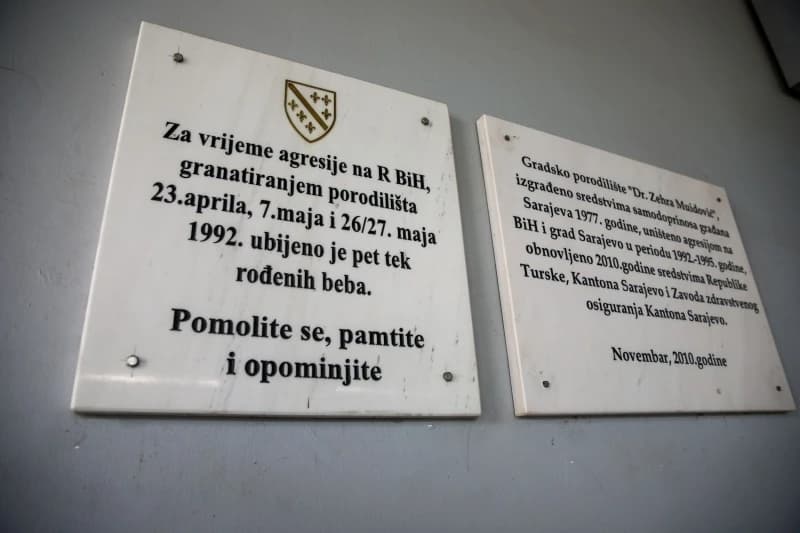 Za vrijeme agresije na R BiH,
granatiranjem porodilišta
23.aprila, 7.maja i 26/27. maja
1992. ubijeno je pet tek
rođenih beba.
Pomolite se, pamtite
i opominjite
Gradsko porodilište "Dr. Zehra Muidović",
izgrađeno sredstvima samodoprinosa građana
Sarajeva 1977. godine, uništeno agresijom na
BiH i grad Sarajevo u periodu 1992.-1995. godine,
obnovljeno 2010.godine sredstvima Republike
Turske, Kantona Sarajevo i Zavoda zdravstvenog
osiguranja Kantona Sarajevo.
Novembar, 2010.godine